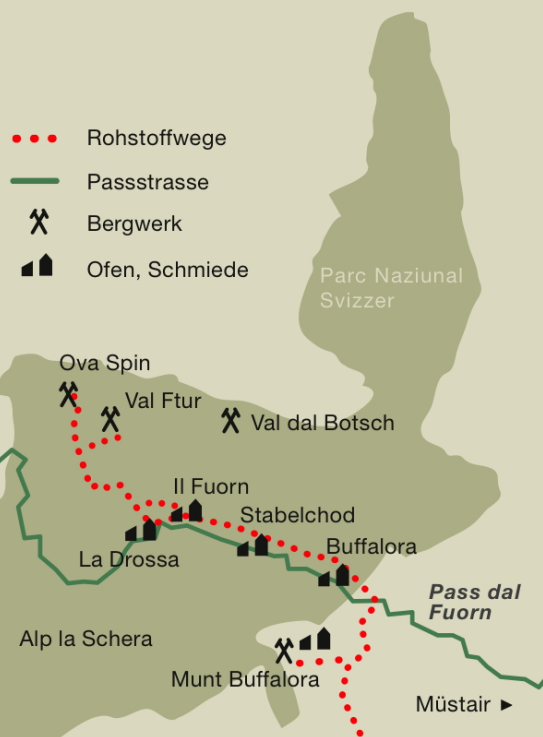 Rohstoffwege
Passstrasse
Bergwerk
Ofen, Schmiede
Parc Naziunal
Svizzer
Ova Spin
Val Ftur
Val dal Botsch
Il Fuorn
Stabelchod
Buffalora
La Drossa
Pass dal
Fuorn
Alp la Schera
Munt Buffalora
Müstair ►